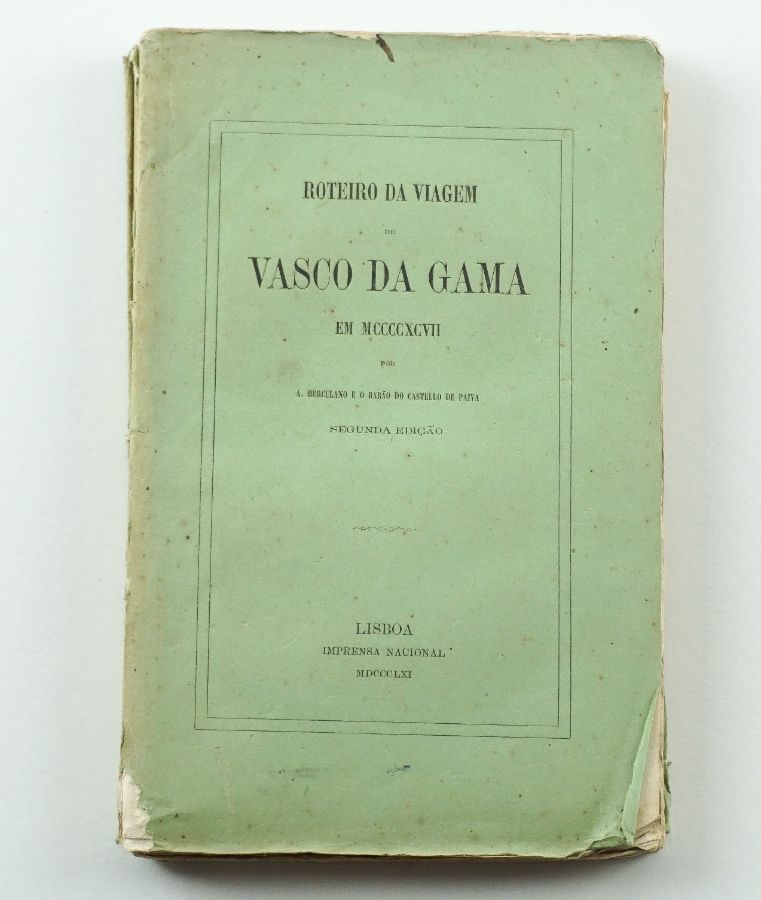 ROTEIRO DA VIAGEM
DE
VASCO DA GAMA
EM MCCCCXCVII
POR
A. HERCULANO E O BARÃO DO CASTELLO DE PAIVA
SEGUNDA EDIÇÃO
LISBOA
IMPRENSA NACIONAL
MDCCCLXI